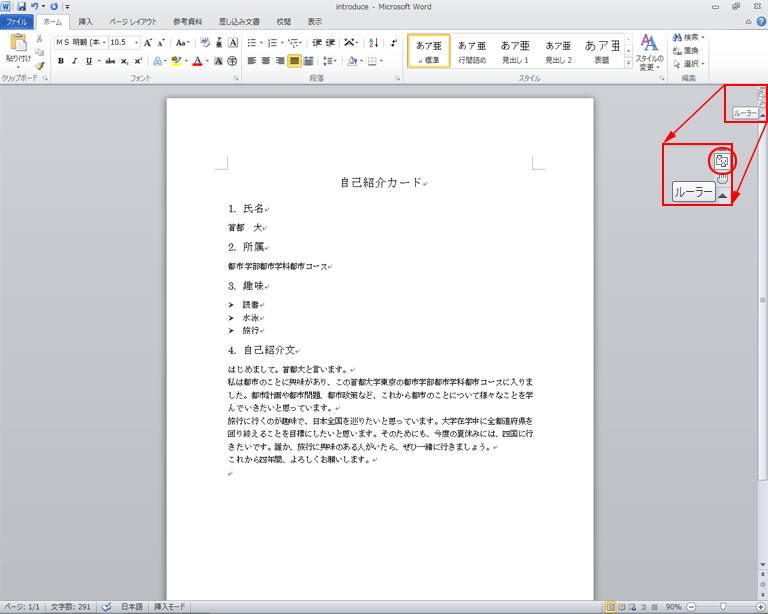 introduce - Microsoft Word
ファイル ホーム 挿入 ページ レイアウト 参考資料 差し込み文書 校閲 表示
貼り付け
ＭＳ 明朝 (本 10.5 A A Aa
B I U abc x₂ x² A ab A A 字
クリップボード フォント 段落 スタイル 編集
あア亜 あア亜 あア亜 あア亜 あア亜
標準 行間詰め 見出し 1 見出し 2 表題
スタイルの
変更
検索
置換
選択
ルーラー
ルーラー
自己紹介カード
1. 氏名
首都 大
2. 所属
都市学部都市学科都市コース
3. 趣味
➢ 読書
➢ 水泳
➢ 旅行
4. 自己紹介文
はじめまして。首都大と言います。
私は都市のことに興味があり、この首都大学東京の都市学部都市学科都市コースに入りま
した。都市計画や都市問題、都市政策など、これから都市のことについて様々なことを学
んでいきたいと思っています。
旅行に行くのが趣味で、日本全国を巡りたいと思っています。大学在学中に全都道府県を
回り終えることを目標にしたいと思います。そのためにも、今度の夏休みには、四国に行
きたいです。誰か、旅行に興味のある人がいたら、ぜひ一緒に行きましょう。
これから四年間、よろしくお願いします。
ページ: 1/1 文字数: 291 日本語 挿入モード 90%